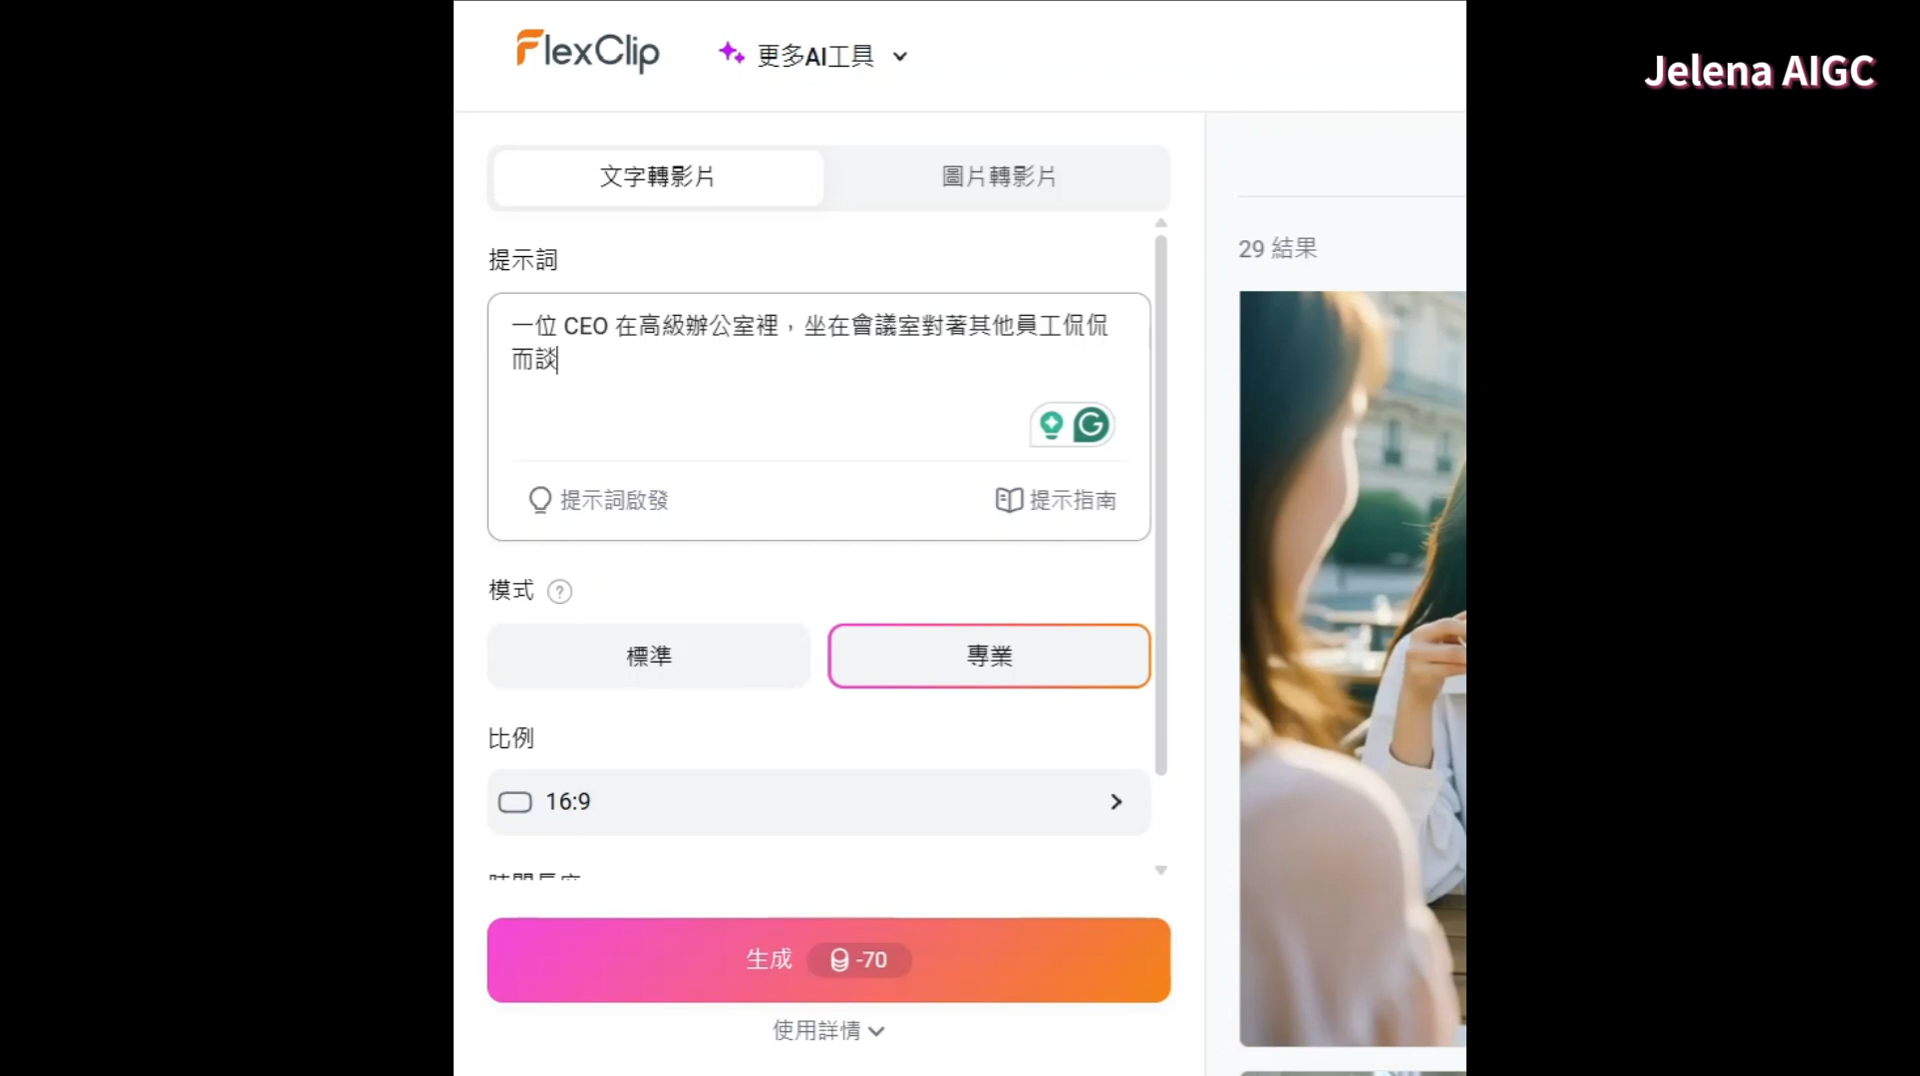 FlexClip
更多AI工具
Jelena AIGC
文字轉影片
圖片轉影片
提示詞
29 結果
一位 CEO 在高級辦公室裡，坐在會議室對著其他員工侃侃
而談
提示詞啟發
提示指南
模式 ?
標準
專業
比例
16:9
時間長度
生成 -70
使用詳情